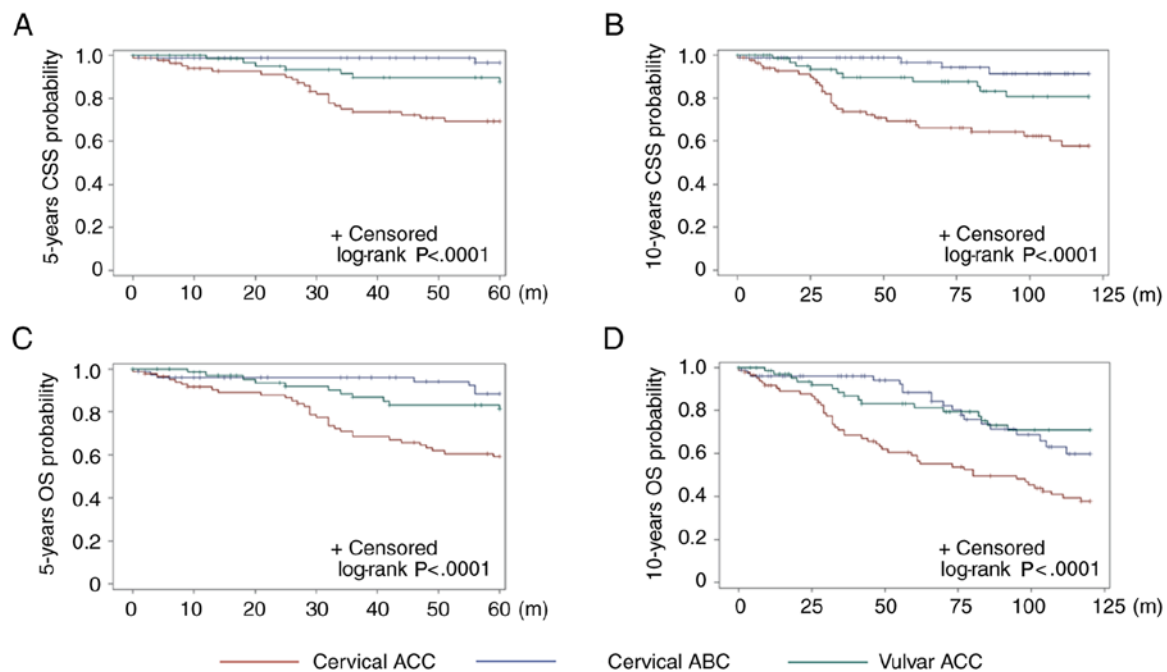 A
5-years CSS probability
1.0
0.8
0.6
0.4
0.2
0
+ Censored
log-rank P<.0001
0 10 20 30 40 50 60 (m)
B
10-years CSS probability
1.0
0.8
0.6
0.4
0.2
0
+ Censored
log-rank P<.0001
0 25 50 75 100 125 (m)
C
5-years OS probability
1.0
0.8
0.6
0.4
0.2
0
+ Censored
log-rank P<.0001
0 10 20 30 40 50 60 (m)
D
10-years OS probability
1.0
0.8
0.6
0.4
0.2
0
+ Censored
log-rank P<.0001
0 25 50 75 100 125 (m)
Cervical ACC Cervical ABC Vulvar ACC